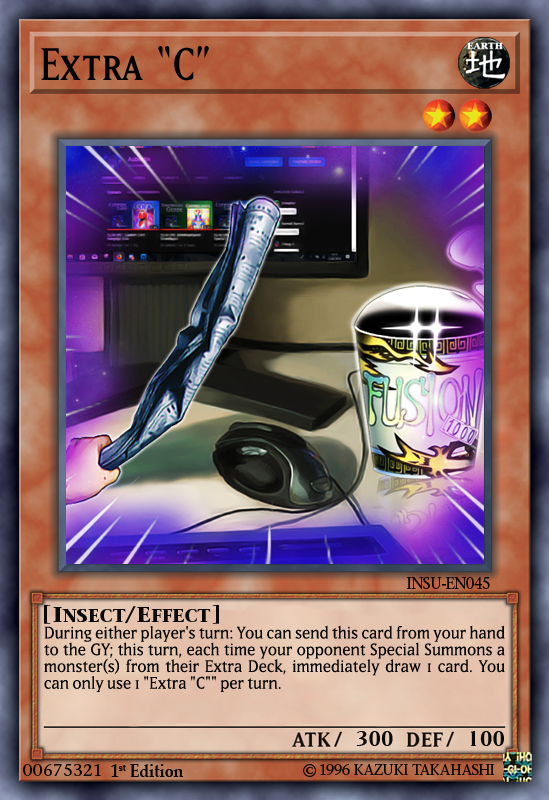 Extra "C"
EARTH
地
FUSION
1000
INSU-EN045
[Insect/Effect]
During either player's turn: You can send this card from your hand
to the GY; this turn, each time your opponent Special Summons a
monster(s) from their Extra Deck, immediately draw 1 card. You
can only use 1 "Extra "C"" per turn.
ATK/ 300 DEF/ 100
00675321 1st Edition © 1996 KAZUKI TAKAHASHI